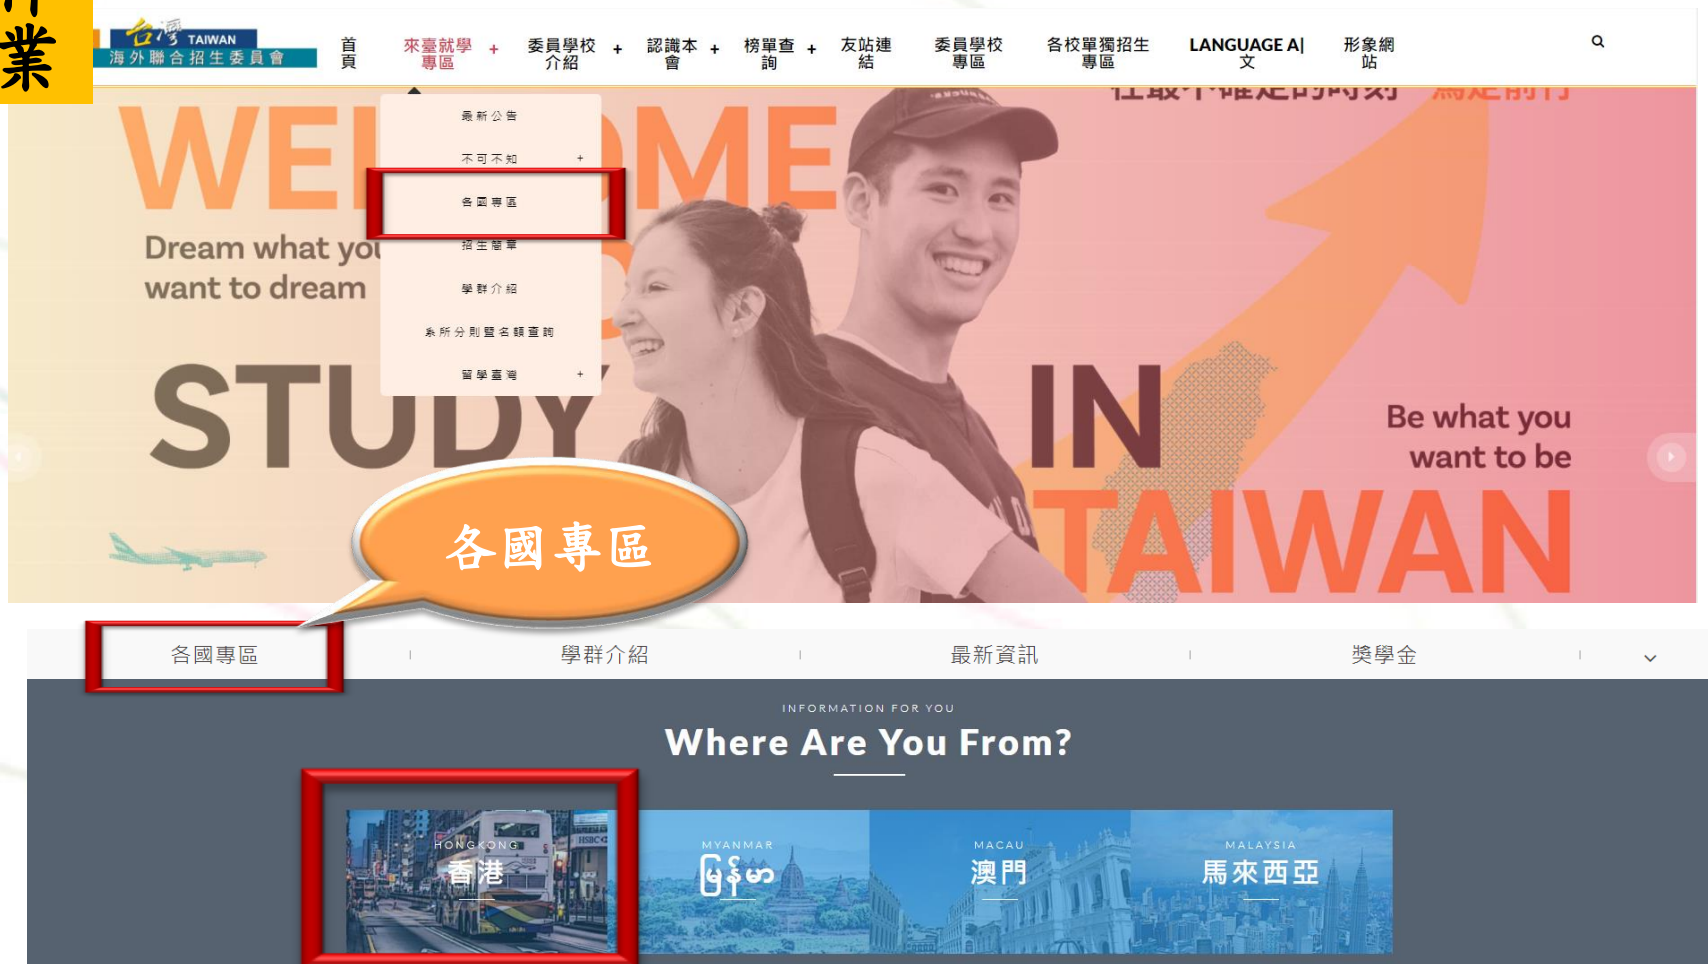 業
台灣 TAIWAN
海外聯合招生委員會
首頁
來臺就學專區 +
委員學校介紹 +
認識本會 +
榜單查詢 +
友站連結
委員學校專區
各校單獨招生專區
LANGUAGE A|文
形象網站
最新公告
不可不知 +
各國專區
招生簡章
學群介紹
系所分則暨名額查詢
留學臺灣 +
WELCOME
Dream what you
want to dream
STUDY
IN
Be what you
want to be
TAIWAN
各國專區
各國專區
學群介紹
最新資訊
獎學金
INFORMATION FOR YOU
Where Are You From?
HONGKONG
香港
HSBC
MYANMAR
မြန်မာ
MACAU
澳門
MALAYSIA
馬來西亞